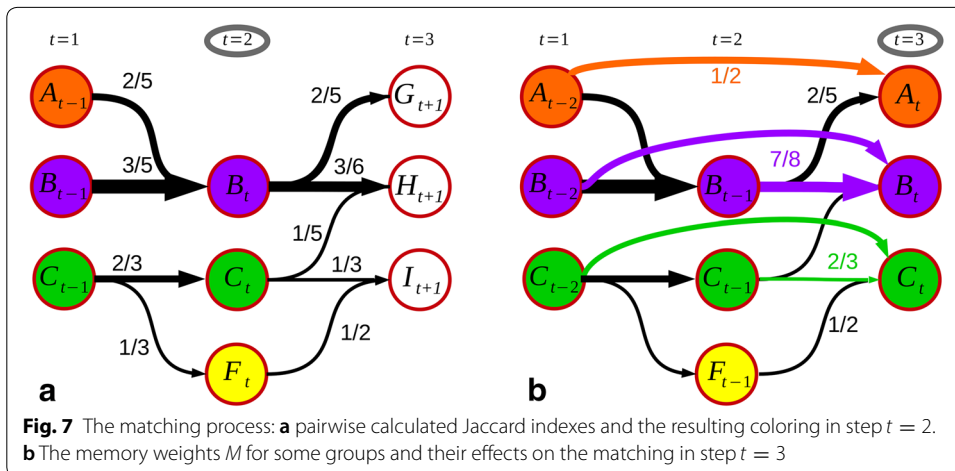 t=1 t=2 t=3 t=1 t=2 t=3
2/5 1/2
A_{t-1} 2/5 G_{t+1} A_{t-2} 2/5 A_t
3/5 3/6 7/8
B_{t-1} B_t H_{t+1} B_{t-2} B_{t-1} B_t
1/5
2/3 1/3 2/3
C_{t-1} C_t I_{t+1} C_{t-2} C_{t-1} C_t
1/3 1/2 1/2
F_t F_{t-1}
a b
Fig. 7 The matching process: a pairwise calculated Jaccard indexes and the resulting coloring in step t = 2.
b The memory weights M for some groups and their effects on the matching in step t = 3